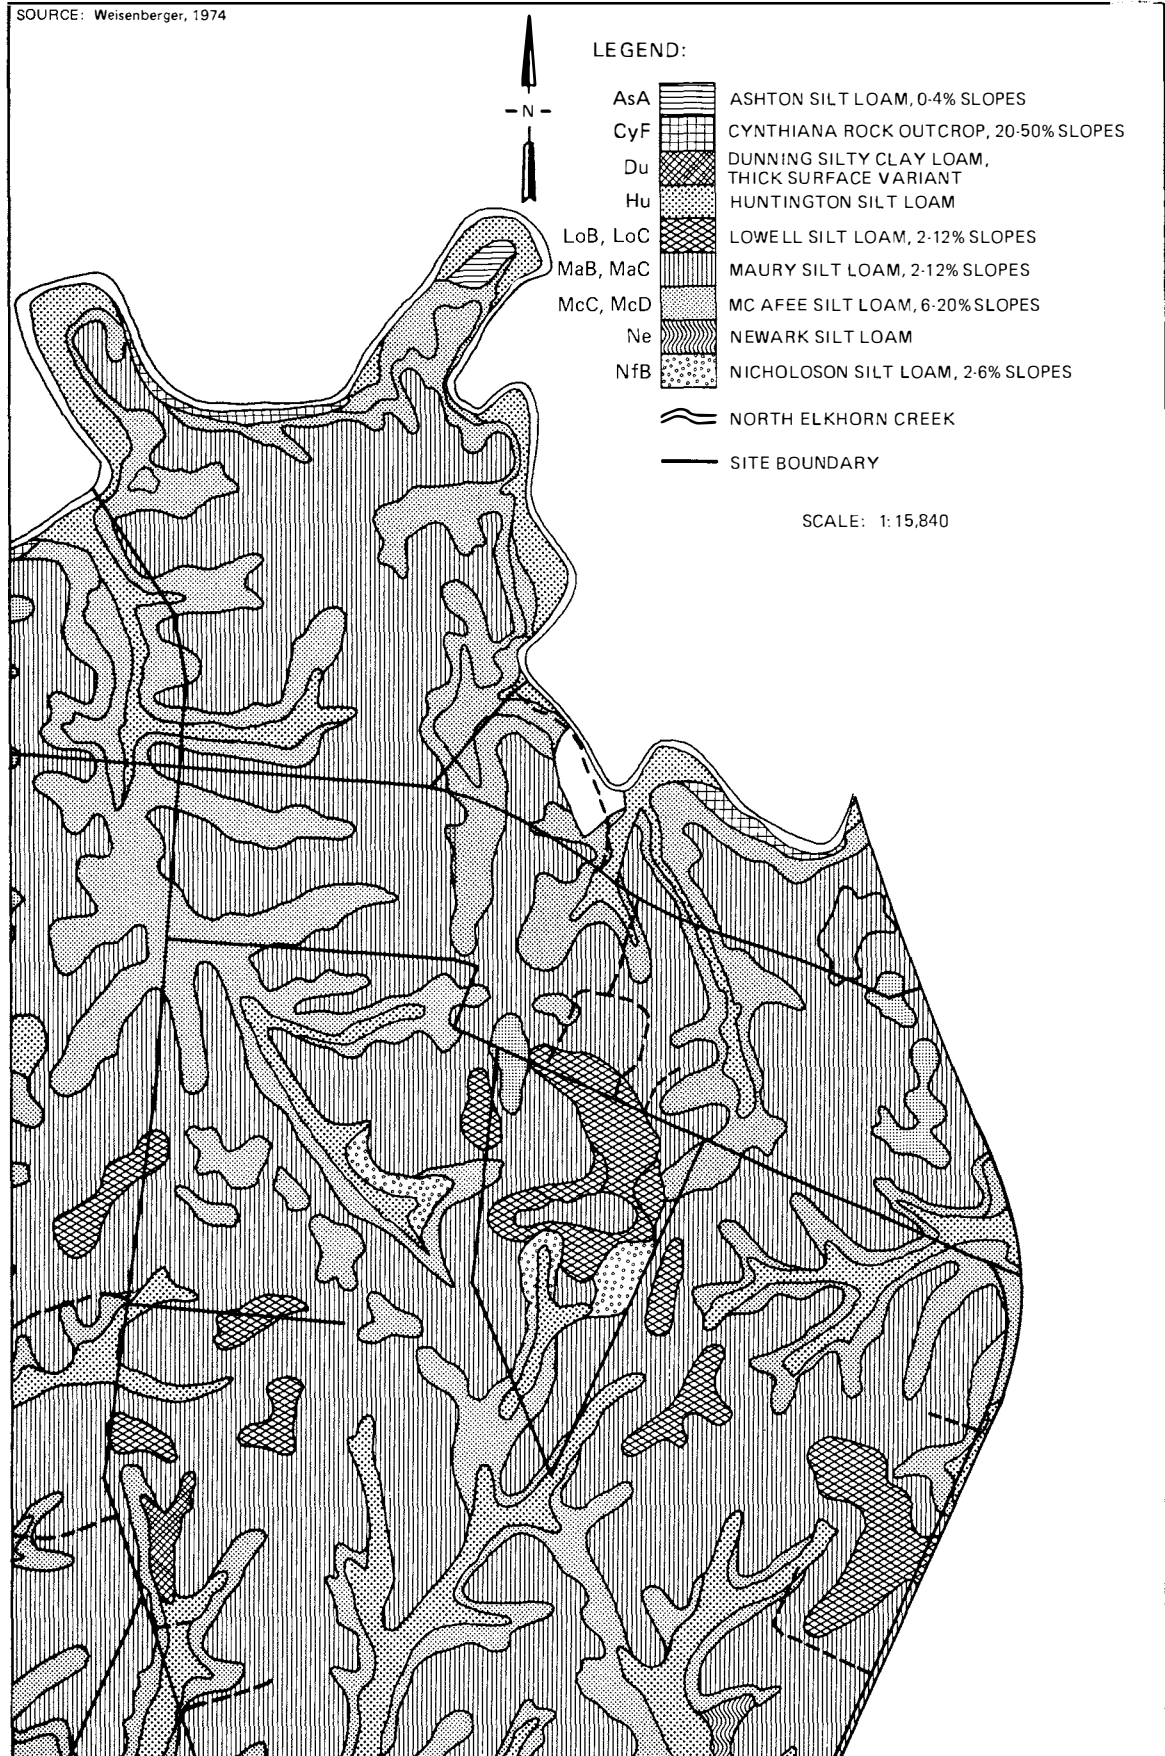 SOURCE: Weisenberger, 1974
N
LEGEND:
AsA ASHTON SILT LOAM, 0-4% SLOPES
CyF CYNTHIANA ROCK OUTCROP, 20-50% SLOPES
Du DUNNING SILTY CLAY LOAM,
THICK SURFACE VARIANT
Hu HUNTINGTON SILT LOAM
LoB, LoC LOWELL SILT LOAM, 2-12% SLOPES
MaB, MaC MAURY SILT LOAM, 2-12% SLOPES
McC, McD MC AFEE SILT LOAM, 6-20% SLOPES
Ne NEWARK SILT LOAM
NfB NICHOLOSON SILT LOAM, 2-6% SLOPES
NORTH ELKHORN CREEK
SITE BOUNDARY
SCALE: 1:15,840